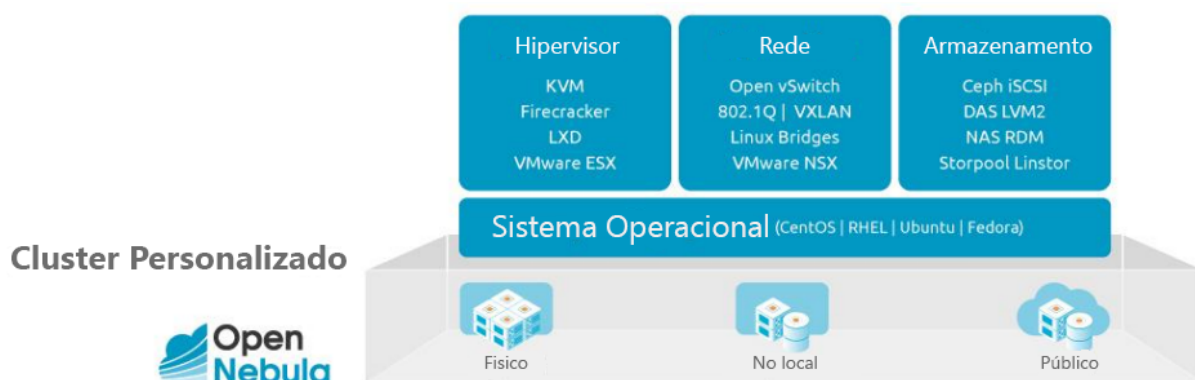 Hipervisor
KVM
Firecracker
LXD
VMware ESX
Rede
Open vSwitch
802.1Q | VXLAN
Linux Bridges
VMware NSX
Armazenamento
Ceph iSCSI
DAS LVM2
NAS RDM
Storpool Linstor
Sistema Operacional (CentOS | RHEL | Ubuntu | Fedora)
Cluster Personalizado
Open
Nebula
Fisico
No local
Público